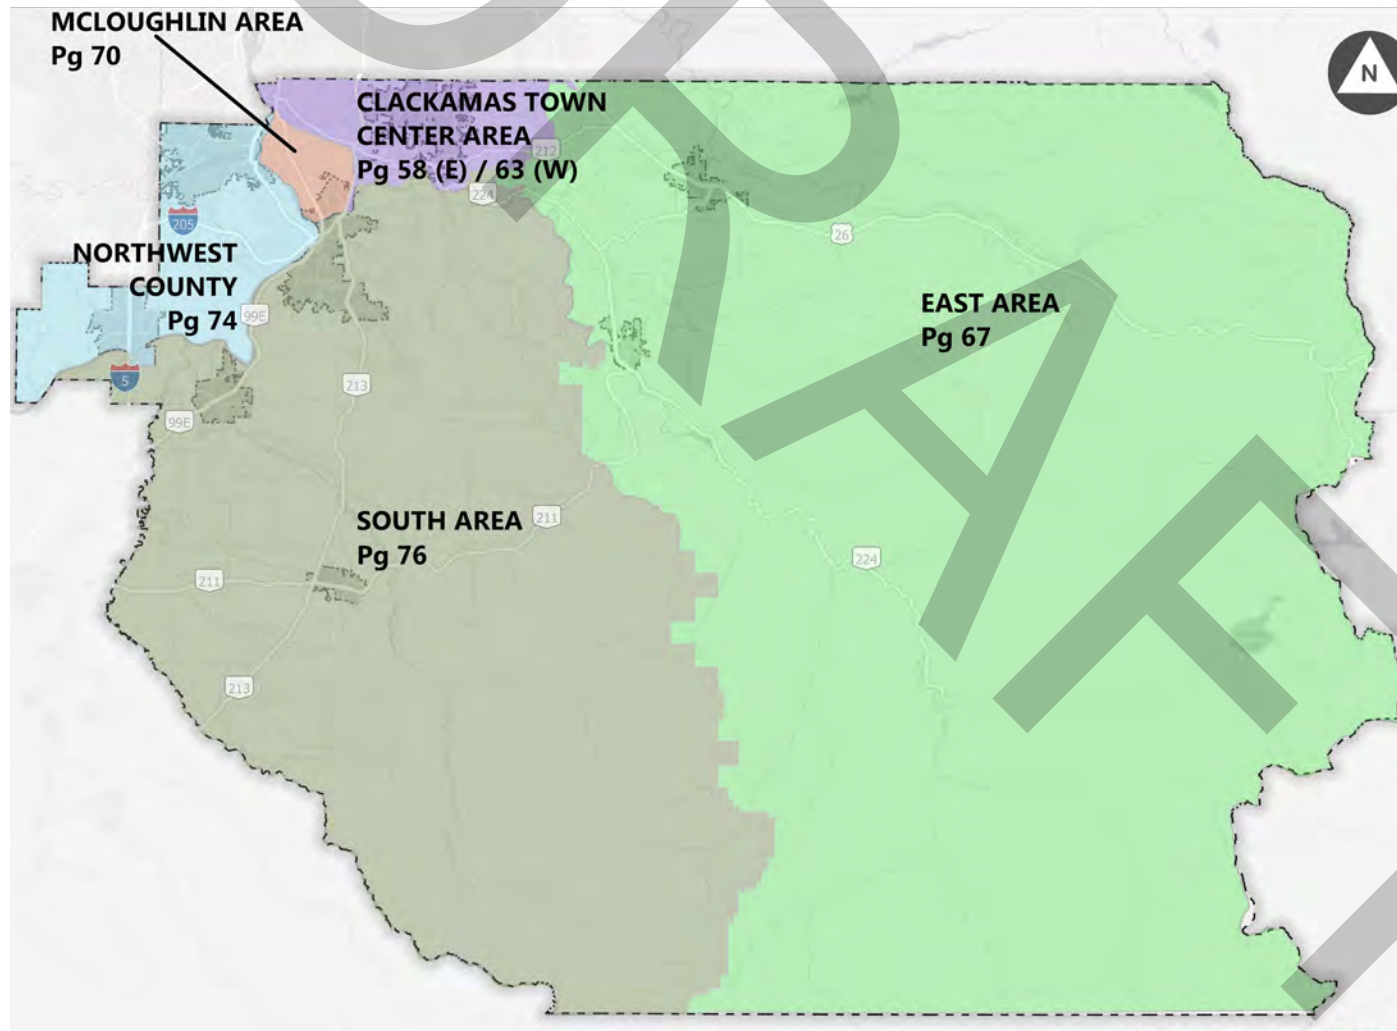 MCLOUGHLIN AREA
Pg 70
N
CLACKAMAS TOWN
CENTER AREA
Pg 58 (E) / 63 (W)
212
224
205
26
NORTHWEST
COUNTY
Pg 74
99E
EAST AREA
Pg 67
5
213
99E
SOUTH AREA
Pg 76
211
224
211
213
DRAFT